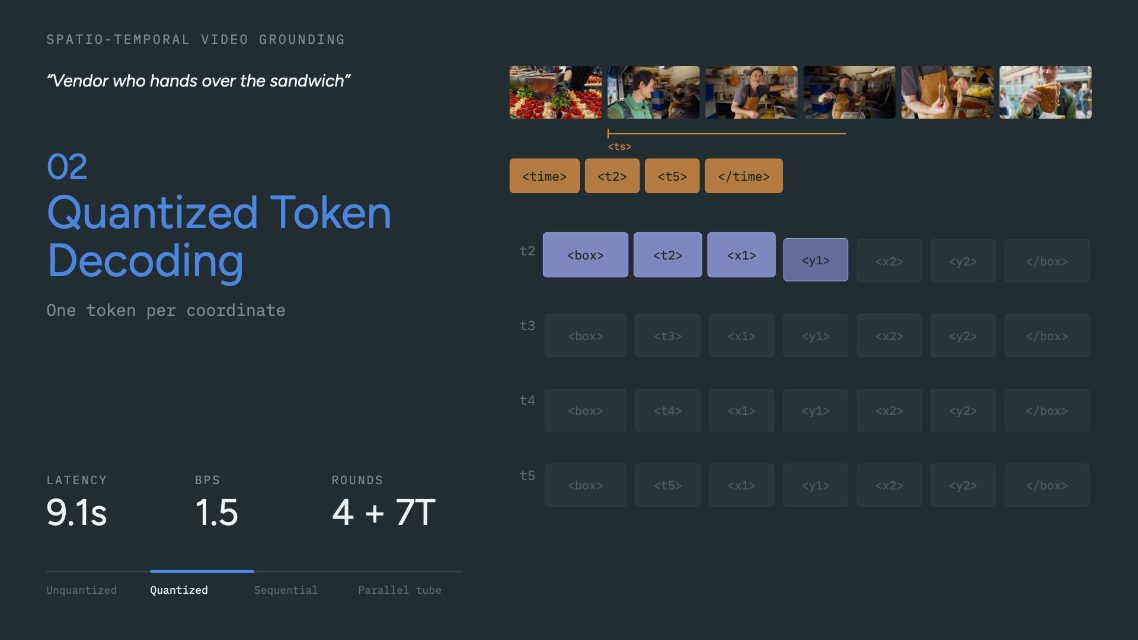 SPATIO-TEMPORAL VIDEO GROUNDING
“Vendor who hands over the sandwich”
02
Quantized Token
Decoding
One token per coordinate
<ts>
<time> <t2> <t5> </time>
t2 <box> <t2> <x1> <y1> <x2> <y2> </box>
t3 <box> <t3> <x1> <y1> <x2> <y2> </box>
t4 <box> <t4> <x1> <y1> <x2> <y2> </box>
t5 <box> <t5> <x1> <y1> <x2> <y2> </box>
LATENCY BPS ROUNDS
9.1s 1.5 4 + 7T
Unquantized Quantized Sequential Parallel tube